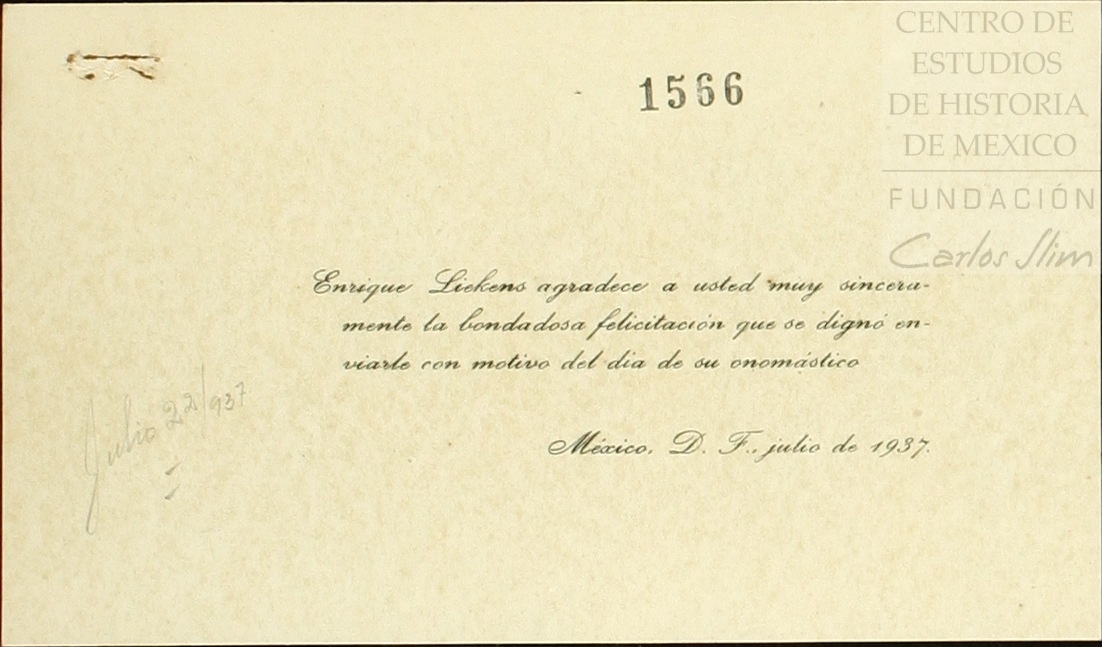 CENTRO DE
ESTUDIOS
DE HISTORIA
DE MEXICO
FUNDACIÓN
Carlos Slim
1566
Enrique Liekens agradece a usted muy sincera-
mente la bondadosa felicitación que se dignó en-
viarle con motivo del día de su onomástico
México, D. F., julio de 1937.
Julio 22/937